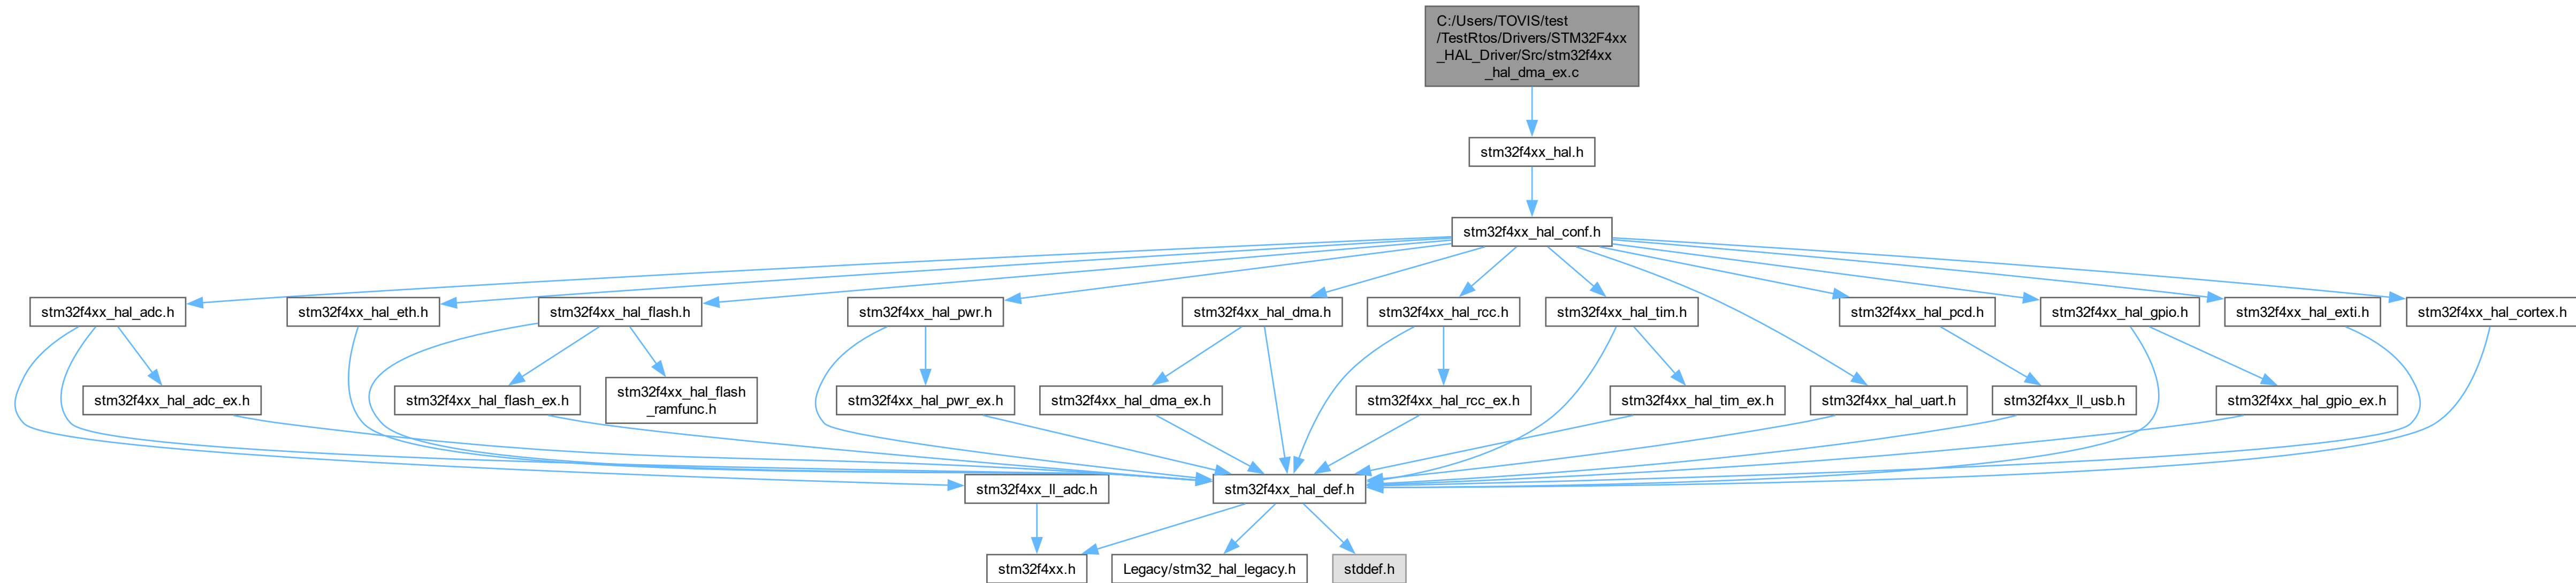 C:/Users/TOVIS/test
/TestRtos/Drivers/STM32F4xx
_HAL_Driver/Src/stm32f4xx
_hal_dma_ex.c
stm32f4xx_hal.h
stm32f4xx_hal_conf.h
stm32f4xx_hal_adc.h
stm32f4xx_hal_eth.h
stm32f4xx_hal_flash.h
stm32f4xx_hal_pwr.h
stm32f4xx_hal_dma.h
stm32f4xx_hal_rcc.h
stm32f4xx_hal_tim.h
stm32f4xx_hal_pcd.h
stm32f4xx_hal_gpio.h
stm32f4xx_hal_exti.h
stm32f4xx_hal_cortex.h
stm32f4xx_hal_adc_ex.h
stm32f4xx_hal_flash_ex.h
stm32f4xx_hal_flash
_ramfunc.h
stm32f4xx_hal_pwr_ex.h
stm32f4xx_hal_dma_ex.h
stm32f4xx_hal_rcc_ex.h
stm32f4xx_hal_tim_ex.h
stm32f4xx_hal_uart.h
stm32f4xx_ll_usb.h
stm32f4xx_hal_gpio_ex.h
stm32f4xx_ll_adc.h
stm32f4xx_hal_def.h
stm32f4xx.h
Legacy/stm32_hal_legacy.h
stddef.h